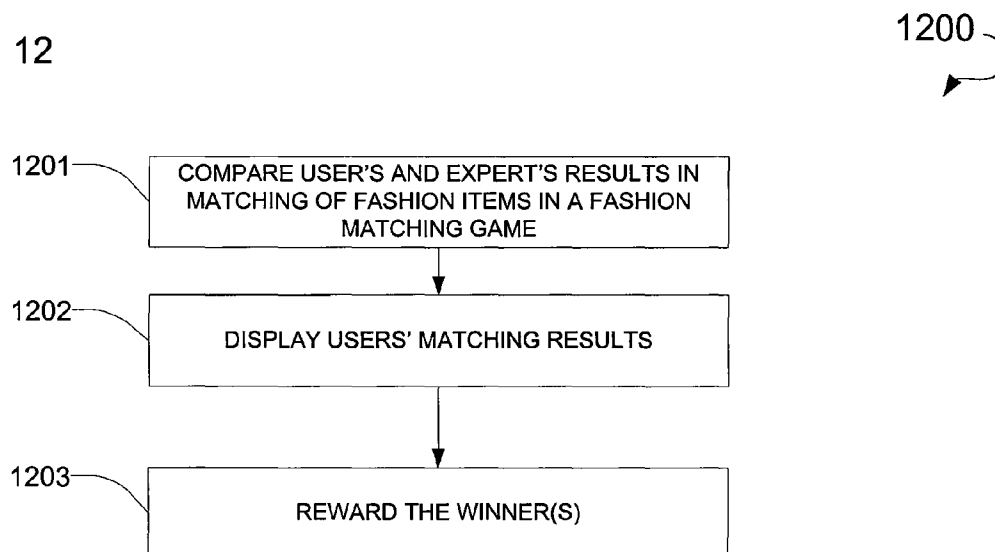 12
1200
1201
COMPARE USER'S AND EXPERT'S RESULTS IN
MATCHING OF FASHION ITEMS IN A FASHION
MATCHING GAME
1202
DISPLAY USERS' MATCHING RESULTS
1203
REWARD THE WINNER(S)